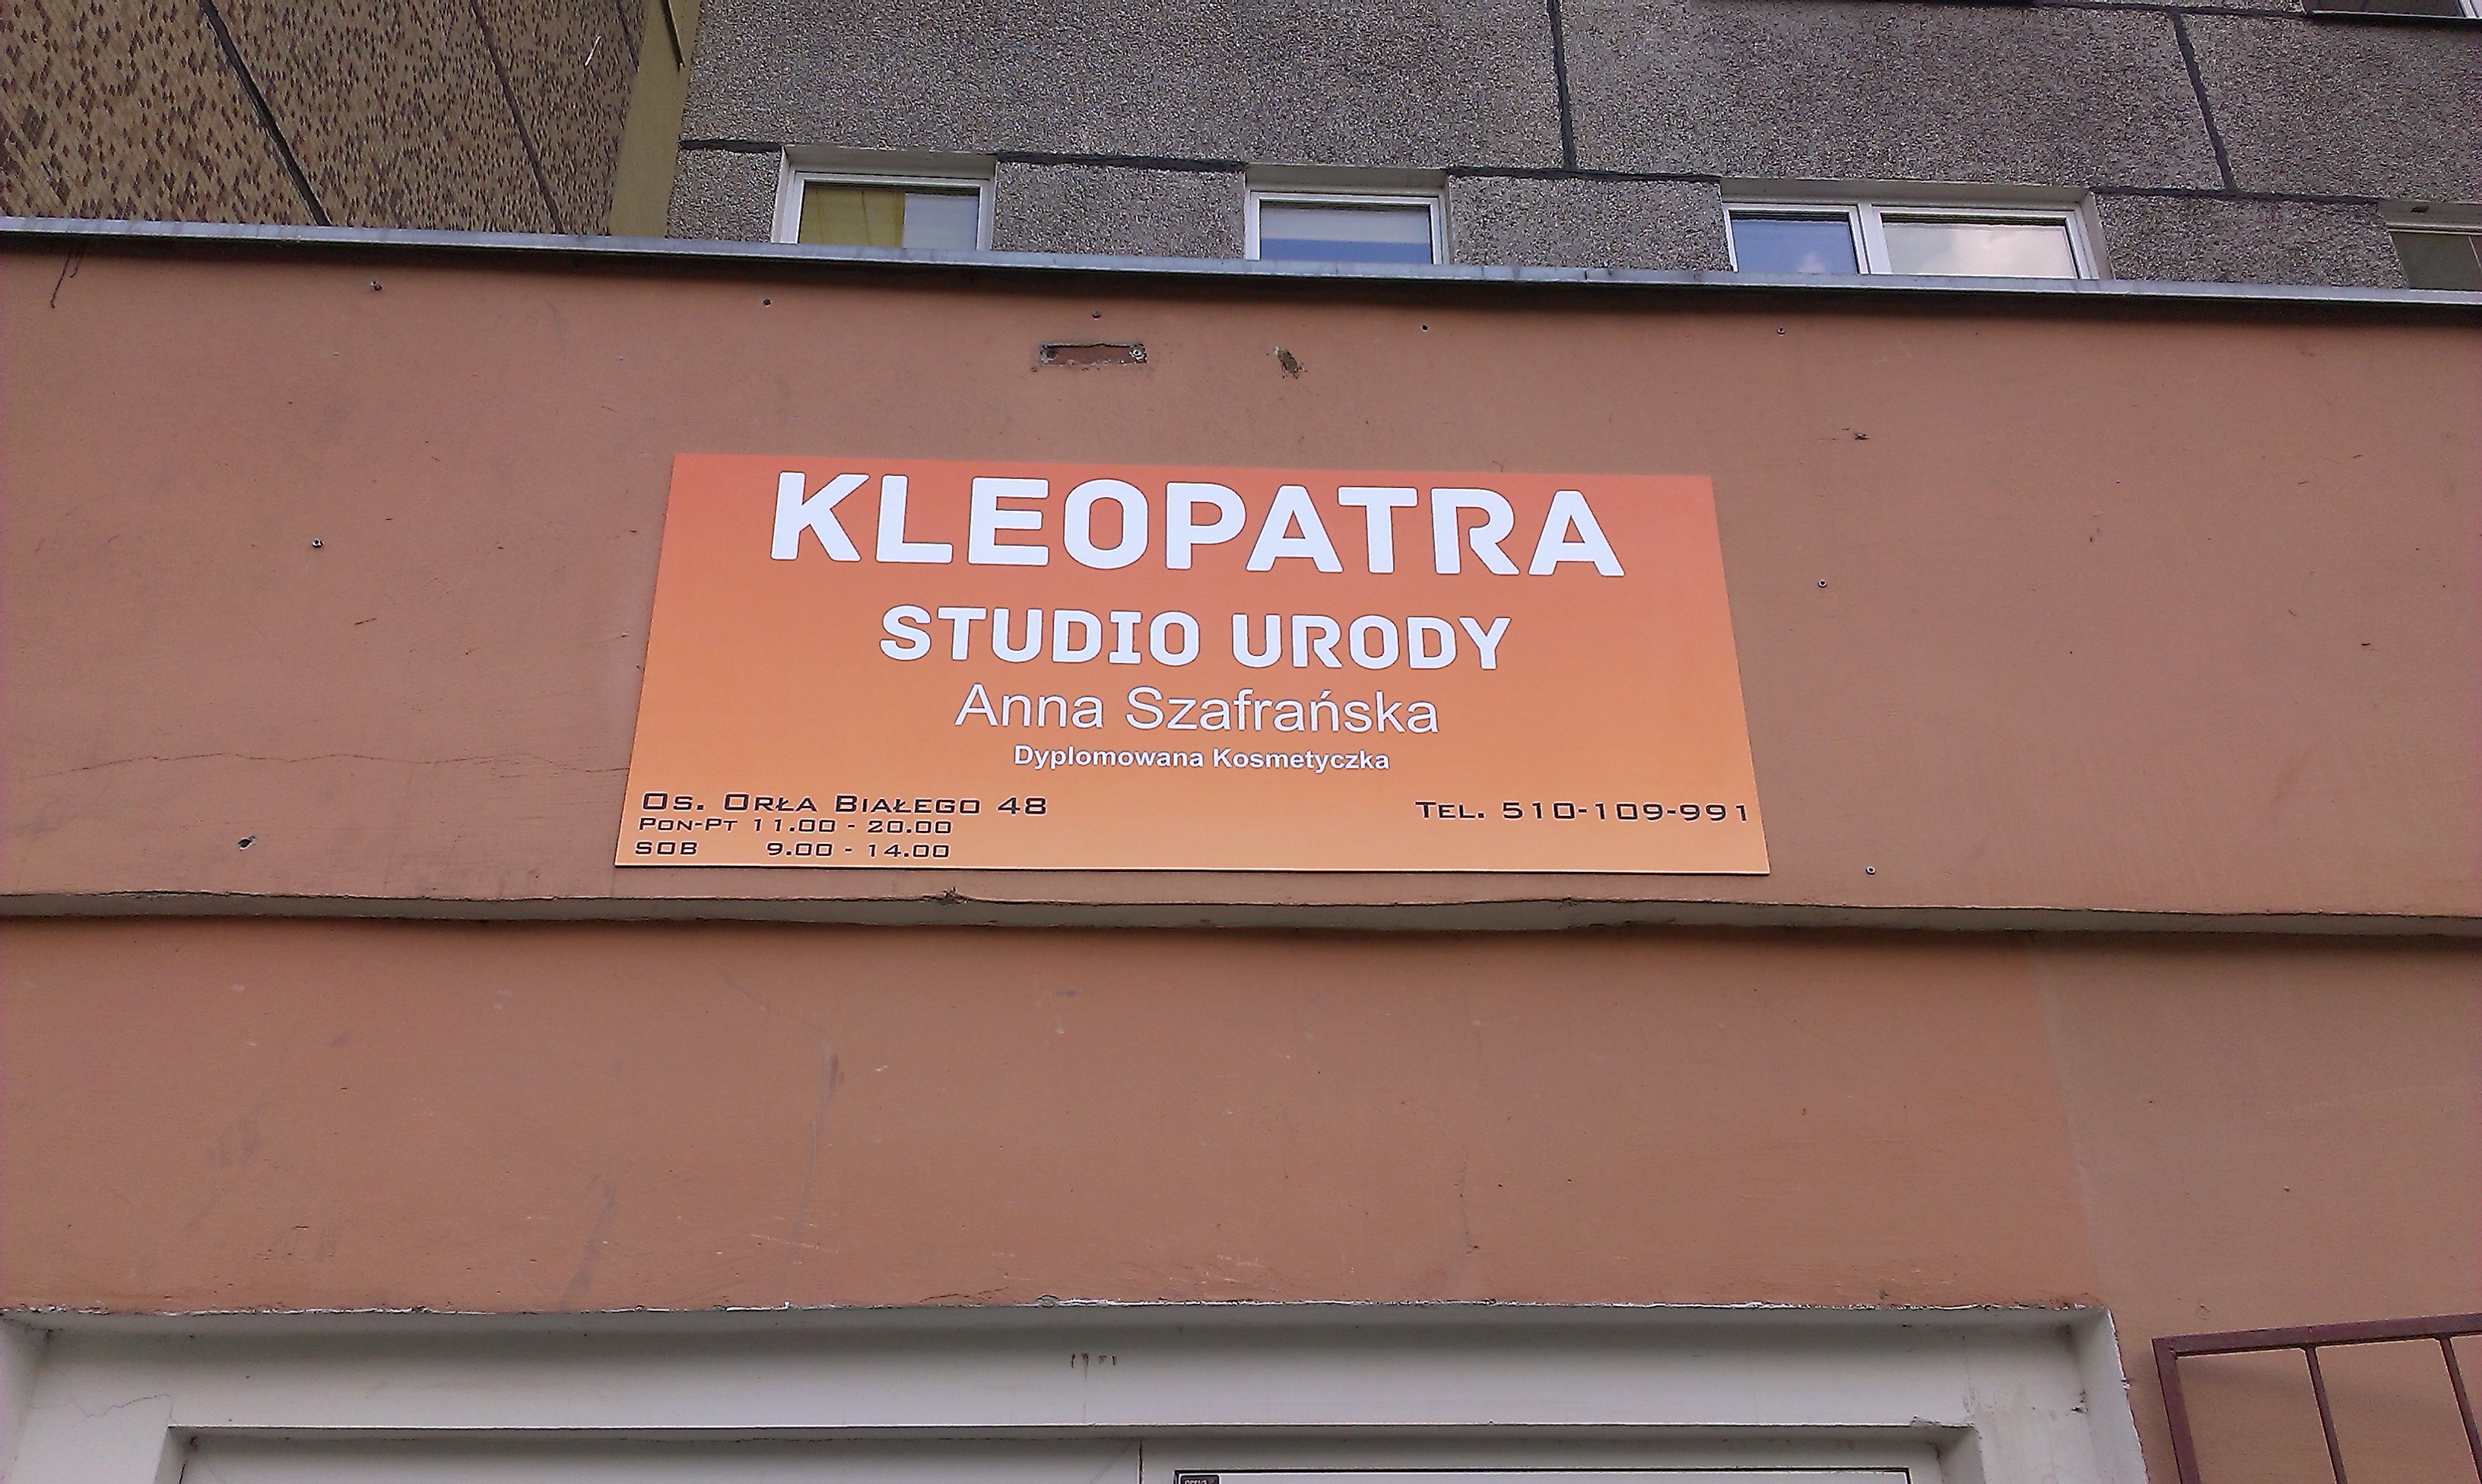 KLEOPATRA
STUDIO URODY
Anna Szafrańska
Dyplomowana Kosmetyczka
Os. Orła Białego 48
Pon-Pt 11.00 - 20.00
SOB 9.00 - 14.00
Tel. 510-109-991